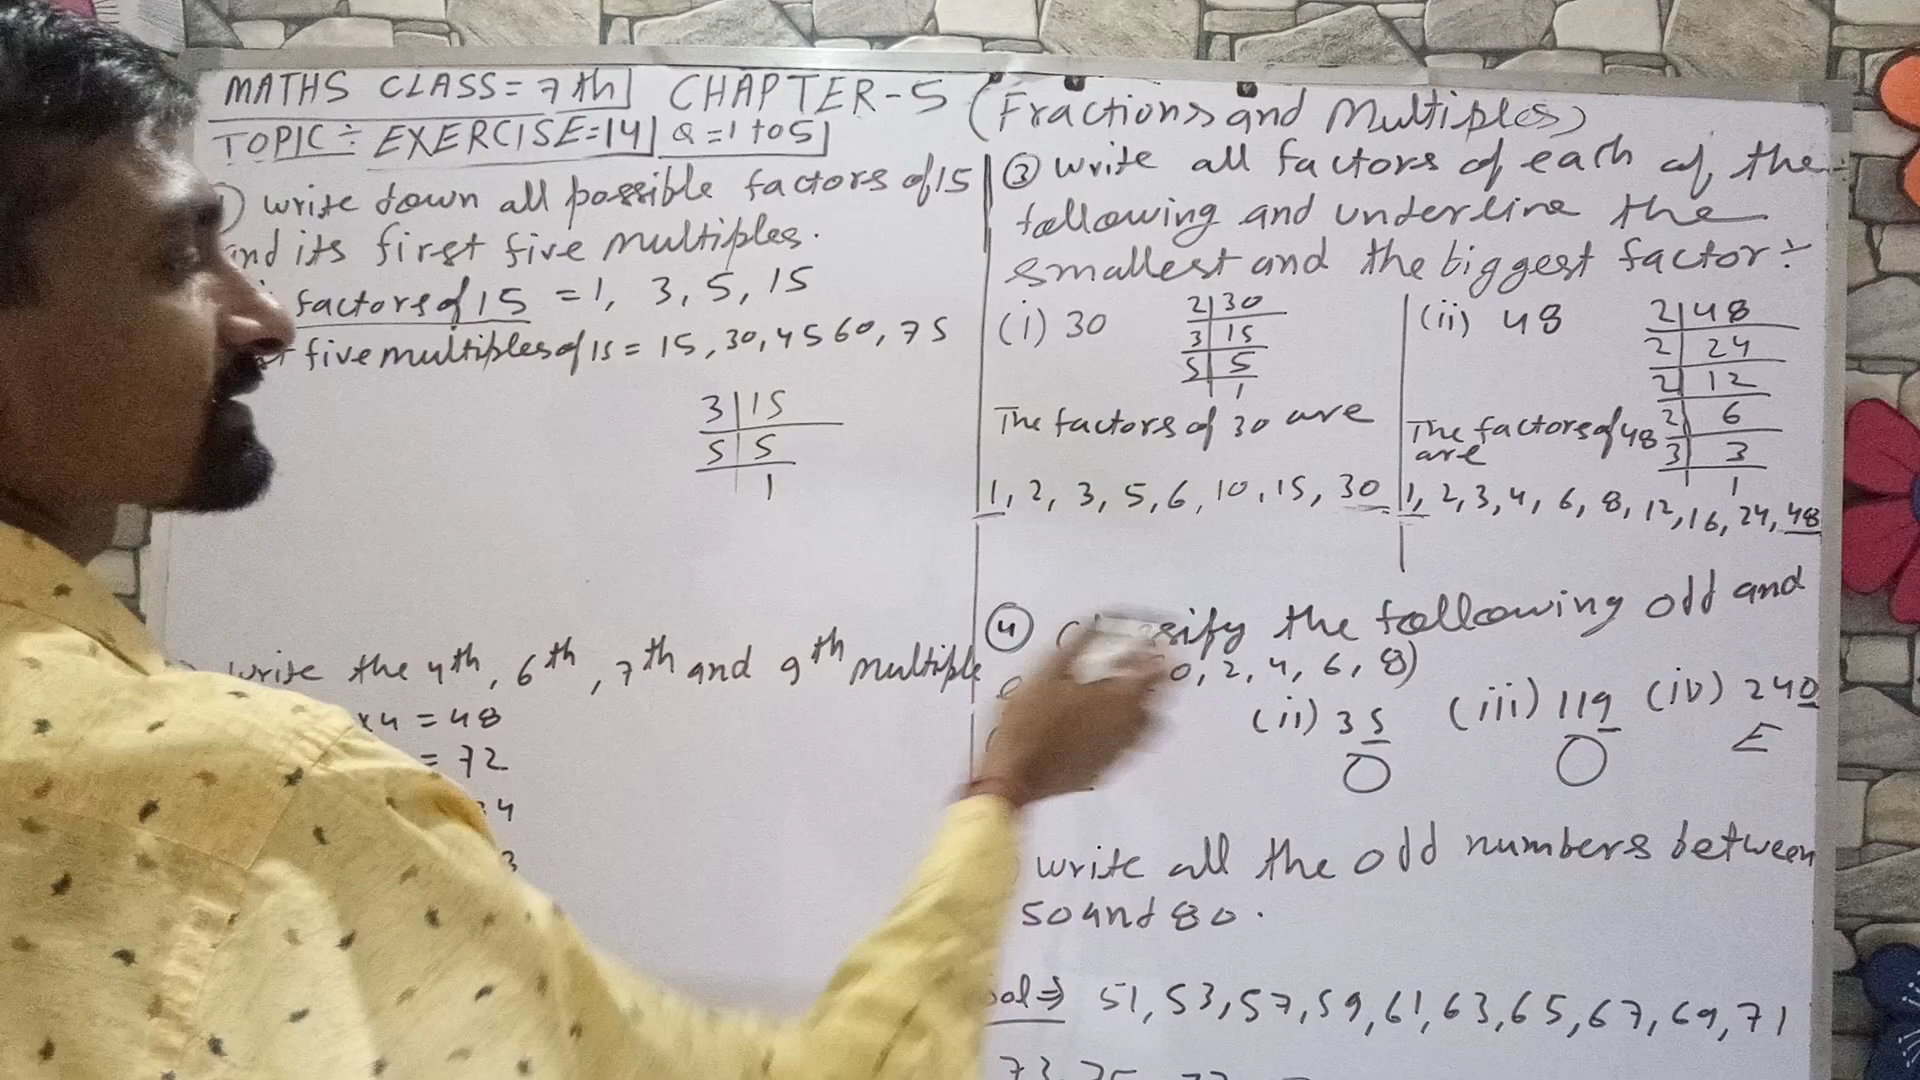 MATHS CLASS = 7th CHAPTER-5 (Fractions and Multiples)
TOPIC ÷ EXERCISE=14 Q=1 to 5
1) write down all possible factors of 15
and its first five multiples.
factors of 15 = 1, 3, 5, 15
five multiples of 15 = 15, 30, 45 60, 75
3|15
5|5
1
write the 4th, 6th, 7th and 9th multiple
x4 = 48
= 72
4
3
③ write all factors of each of the
following and underline the
smallest and the biggest factor ÷
(i) 30
2|30
3|15
5|5
1
The factors of 30 are
1, 2, 3, 5, 6, 10, 15, 30
(ii) 48
2|48
2|24
2|12
2|6
3|3
1
The factors of 48
are
1, 2, 3, 4, 6, 8, 12, 16, 24, 48
④ the following odd and
0, 2, 4, 6, 8)
(ii) 35 (iii) 119 (iv) 240
O O E
write all the odd numbers between
50 and 80.
sol ⇒ 51, 53, 57, 59, 61, 63, 65, 67, 69, 71